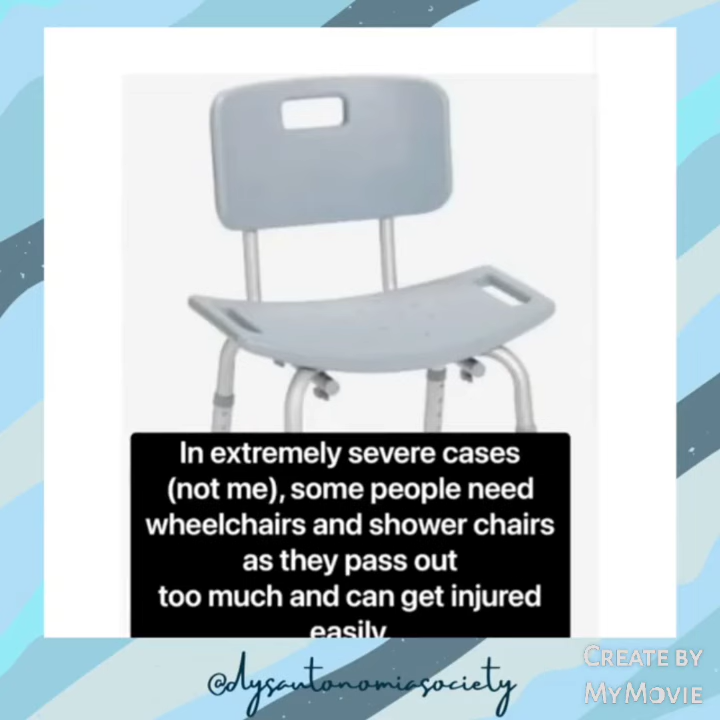 In extremely severe cases
(not me), some people need
wheelchairs and shower chairs
as they pass out
too much and can get injured
easily
@dysautonomiasociety
CREATE BY
MYMOVIE